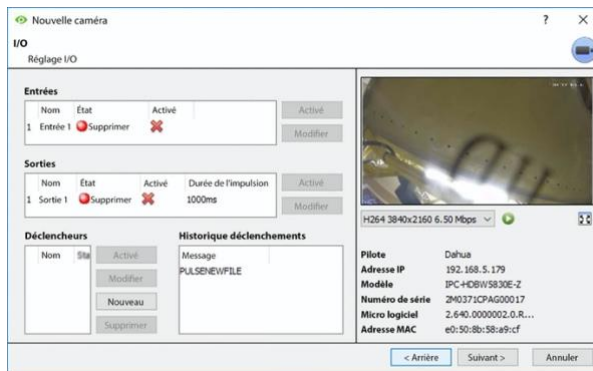 Nouvelle caméra
?
I/O
Réglage I/O
Entrées
Nom État Activé
1 Entrée 1 Supprimer
Activé
Modifier
Sorties
Nom État Activé Durée de l'impulsion
1 Sortie 1 Supprimer 1000ms
Activé
Modifier
Déclencheurs
Nom Sta
Activé
Modifier
Nouveau
Supprimer
Historique déclenchements
Message
PULSENEWFILE
H264 3840x2160 6.50 Mbps
Pilote Dahua
Adresse IP 192.168.5.179
Modèle IPC-HDBW5830E-Z
Numéro de série 2M0371CPAG00017
Micro logiciel 2.640.0000002.0.R...
Adresse MAC e0:50:8b:58:a9:cf
< Arrière
Suivant >
Annuler